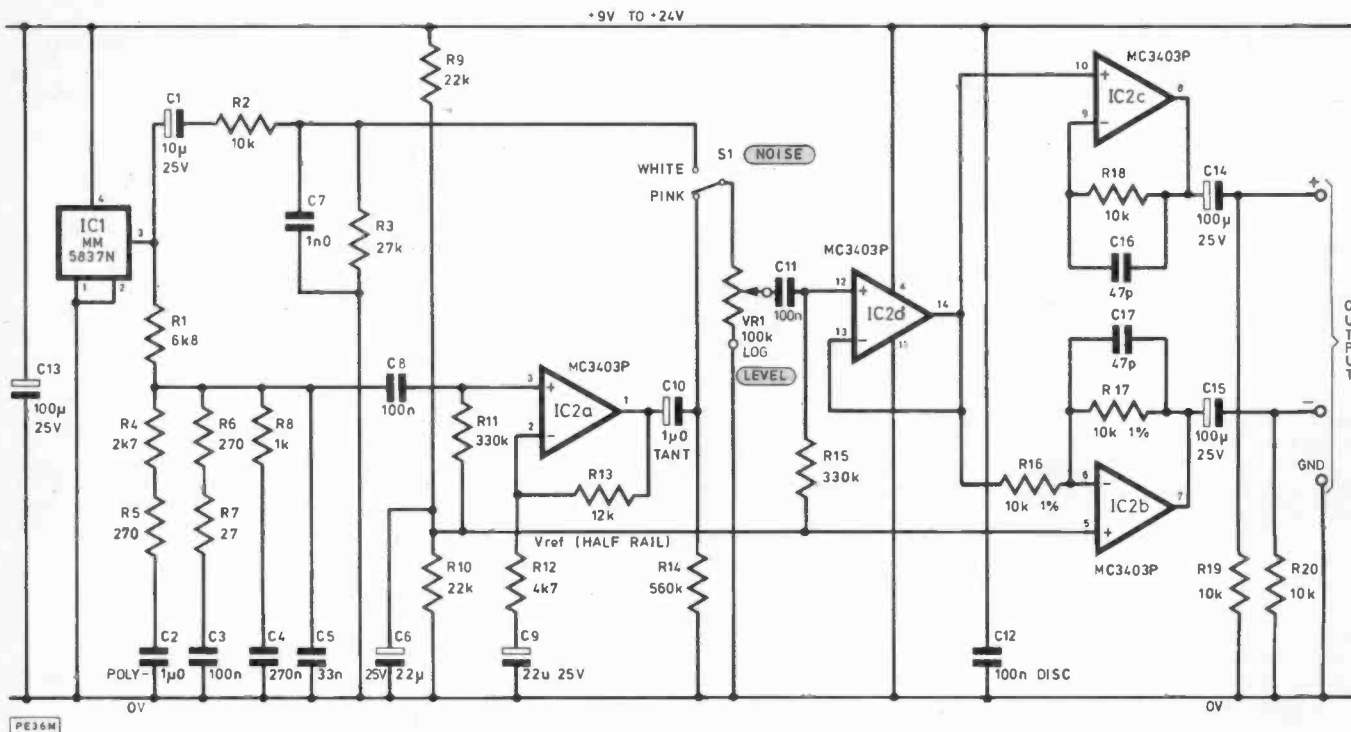 +9V TO +24V
R9
22k
MC3403P
10
+
IC2c
8
9
−
C1
10µ
25V
R2
10k
4
IC1
MM
5837N
3
1
2
C7
1n0
R3
27k
WHITE
PINK
S1
NOISE
R18
10k
C14
100µ
25V
+
C16
47p
MC3403P
C11
100n
12
+
IC2d
14
13
−
4
11
VR1
100k
LOG
LEVEL
C17
47p
R17
10k 1%
C15
100µ
25V
−
OUTPUT
GND
R1
6k8
C13
100µ
25V
C8
100n
MC3403P
3
+
IC2a
1
2
−
C10
1µ0
TANT
R4
2k7
R6
270
R8
1k
R11
330k
R13
12k
R15
330k
R16
10k 1%
6
−
IC2b
7
5
+
MC3403P
R5
270
R7
27
Vref (HALF RAIL)
R10
22k
R12
4k7
R14
560k
R19
10k
R20
10k
C2
POLY-
1µ0
C3
100n
C4
270n
C5
33n
C6
25V
22µ
C9
22u 25V
C12
100n DISC
0V
0V
PE36M